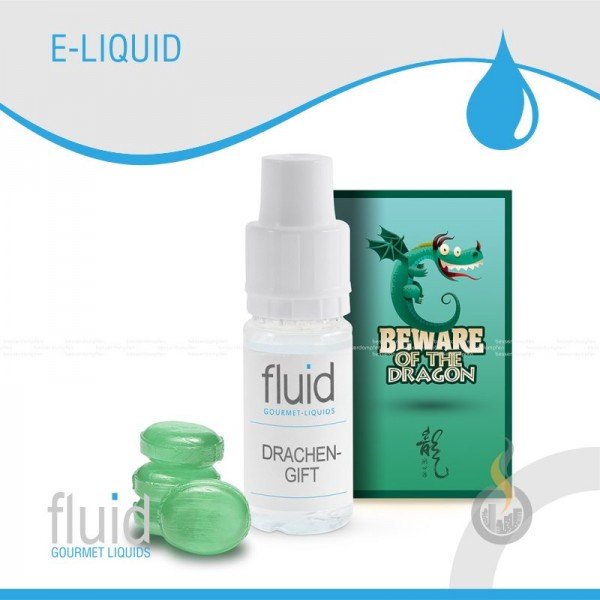 E-LIQUID
BEWARE
OF THE
DRAGON
fluid
GOURMET-LIQUIDS
DRACHEN-
GIFT
fluid
GOURMET LIQUIDS